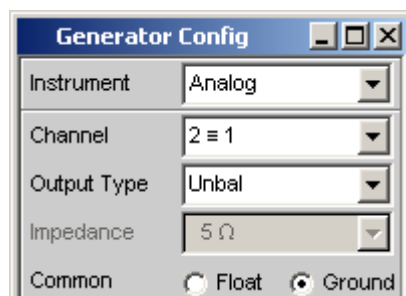 Generator Config
Instrument Analog
Channel 2 ≡ 1
Output Type Unbal
Impedance 5 Ω
Common Float Ground